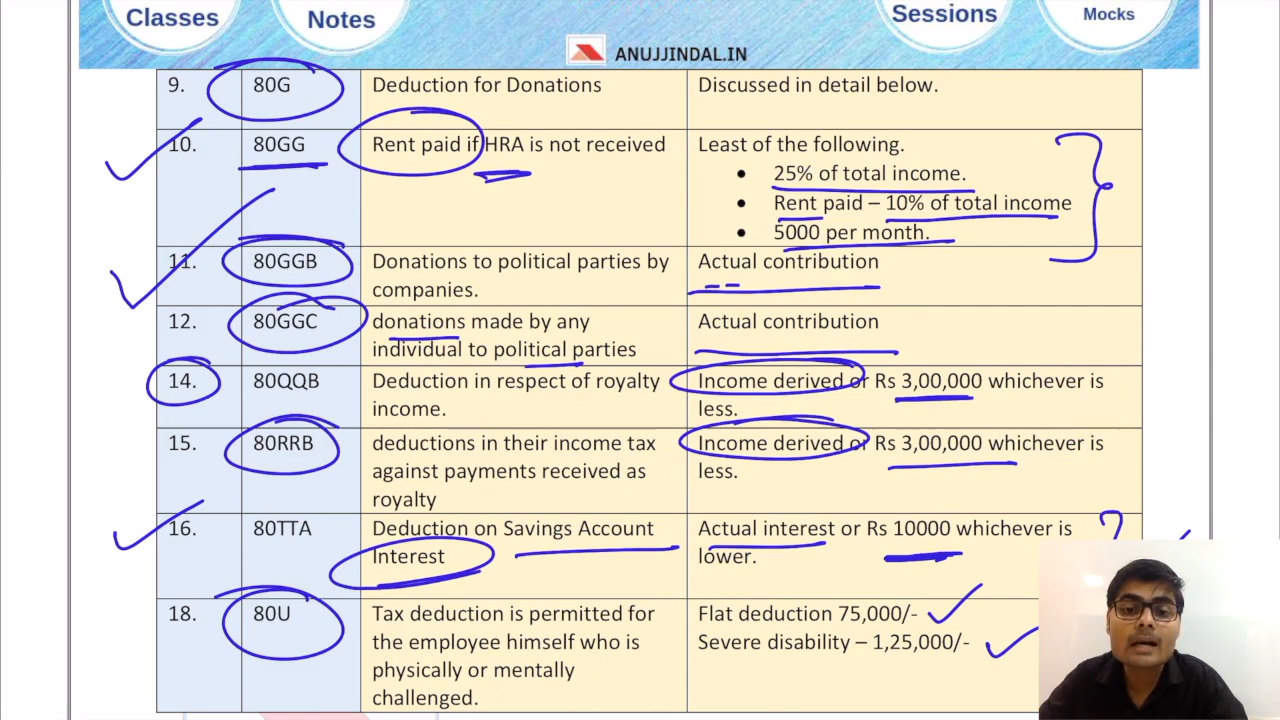 Classes
Notes
Sessions
Mocks
ANUJJINDAL.IN
9. 80G Deduction for Donations Discussed in detail below.
10. 80GG Rent paid if HRA is not received Least of the following.
• 25% of total income.
• Rent paid – 10% of total income
• 5000 per month.
11. 80GGB Donations to political parties by Actual contribution
companies.
12. 80GGC donations made by any Actual contribution
individual to political parties
14. 80QQB Deduction in respect of royalty Income derived or Rs 3,00,000 whichever is
income. less.
15. 80RRB deductions in their income tax Income derived or Rs 3,00,000 whichever is
against payments received as less.
royalty
16. 80TTA Deduction on Savings Account Actual interest or Rs 10000 whichever is
Interest lower.
18. 80U Tax deduction is permitted for Flat deduction 75,000/-
the employee himself who is Severe disability – 1,25,000/-
physically or mentally
challenged.